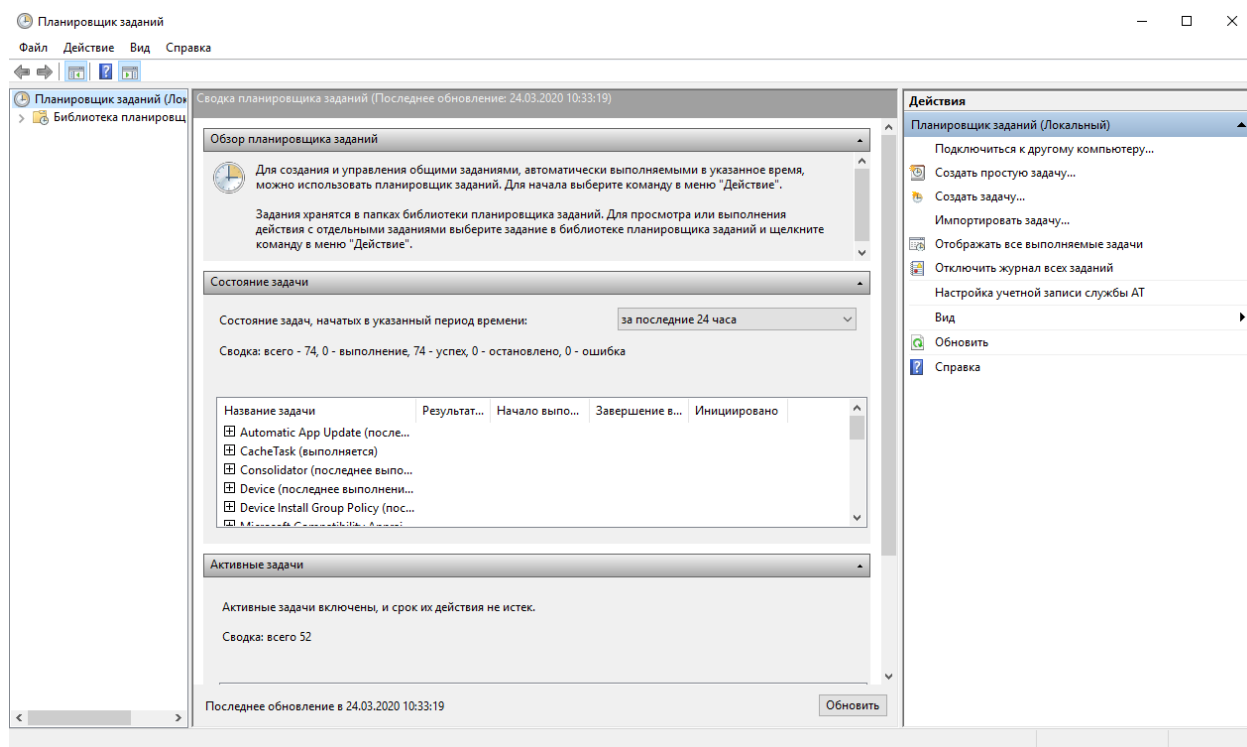 Планировщик заданий
Файл Действие Вид Справка
Планировщик заданий (Лок
Библиотека планировщ
Сводка планировщика заданий (Последнее обновление: 24.03.2020 10:33:19)
Обзор планировщика заданий
Для создания и управления общими заданиями, автоматически выполняемыми в указанное время,
можно использовать планировщик заданий. Для начала выберите команду в меню "Действие".
Задания хранятся в папках библиотеки планировщика заданий. Для просмотра или выполнения
действия с отдельными заданиями выберите задание в библиотеке планировщика заданий и щелкните
команду в меню "Действие".
Состояние задачи
Состояние задач, начатых в указанный период времени: за последние 24 часа
Сводка: всего - 74, 0 - выполнение, 74 - успех, 0 - остановлено, 0 - ошибка
Название задачи Результат... Начало выпо... Завершение в... Инициировано
Automatic App Update (после...
CacheTask (выполняется)
Consolidator (последнее выпо...
Device (последнее выполнени...
Device Install Group Policy (пос...
Microsoft Compatibility Apprai...
Активные задачи
Активные задачи включены, и срок их действия не истек.
Сводка: всего 52
Последнее обновление в 24.03.2020 10:33:19 Обновить
Действия
Планировщик заданий (Локальный)
Подключиться к другому компьютеру...
Создать простую задачу...
Создать задачу...
Импортировать задачу...
Отображать все выполняемые задачи
Отключить журнал всех заданий
Настройка учетной записи службы AT
Вид
Обновить
Справка